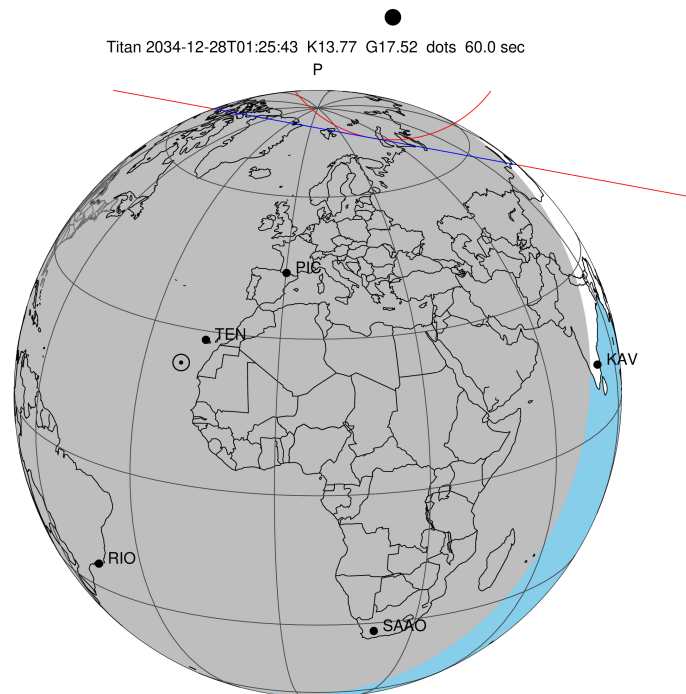 Titan 2034-12-28T01:25:43 K13.77 G17.52 dots 60.0 sec
P
PIC
TEN
KAV
RIO
SAAO